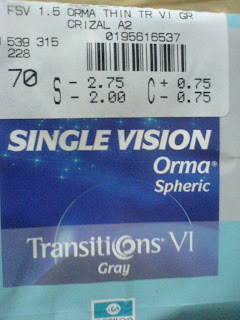 FSV 1.5 ORMA THIN TR VI GR
CRIZAL A2
539 315
0195616537
228
70 S - 2.75 C + 0.75
S - 2.00 C - 0.75
SINGLE VISION
Orma®
Spheric
Transitions® VI
Gray